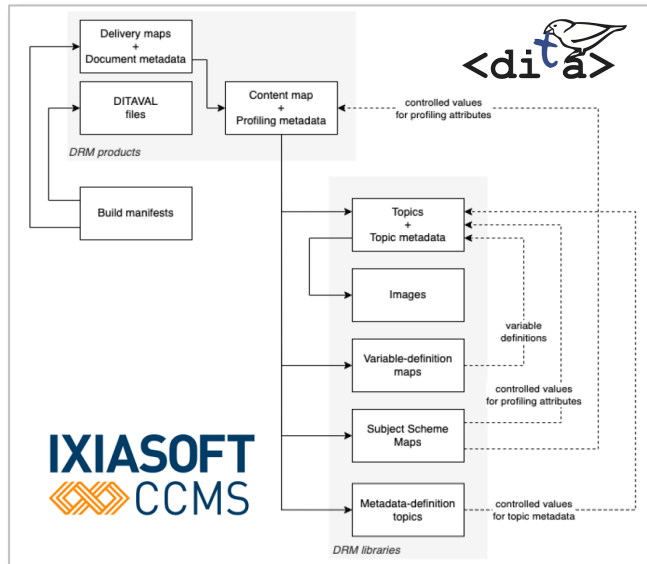 Delivery maps
+
Document metadata
<dita>
DITAVAL
files
Content map
+
Profiling metadata
controlled values
for profiling attributes
DRM products
Build manifests
Topics
+
Topic metadata
Images
variable
definitions
Variable-definition
maps
controlled values
for profiling attributes
Subject Scheme
Maps
IXIASOFT
CCMS
Metadata-definition
topics
controlled values
for topic metadata
DRM libraries